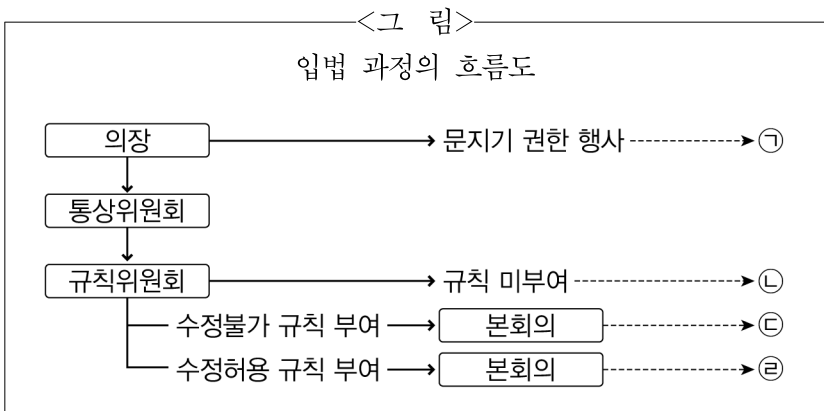 <그 림>
입법 과정의 흐름도
의장 문지기 권한 행사 ㉠
통상위원회
규칙위원회 규칙 미부여 ㉡
수정불가 규칙 부여 본회의 ㉢
수정허용 규칙 부여 본회의 ㉣